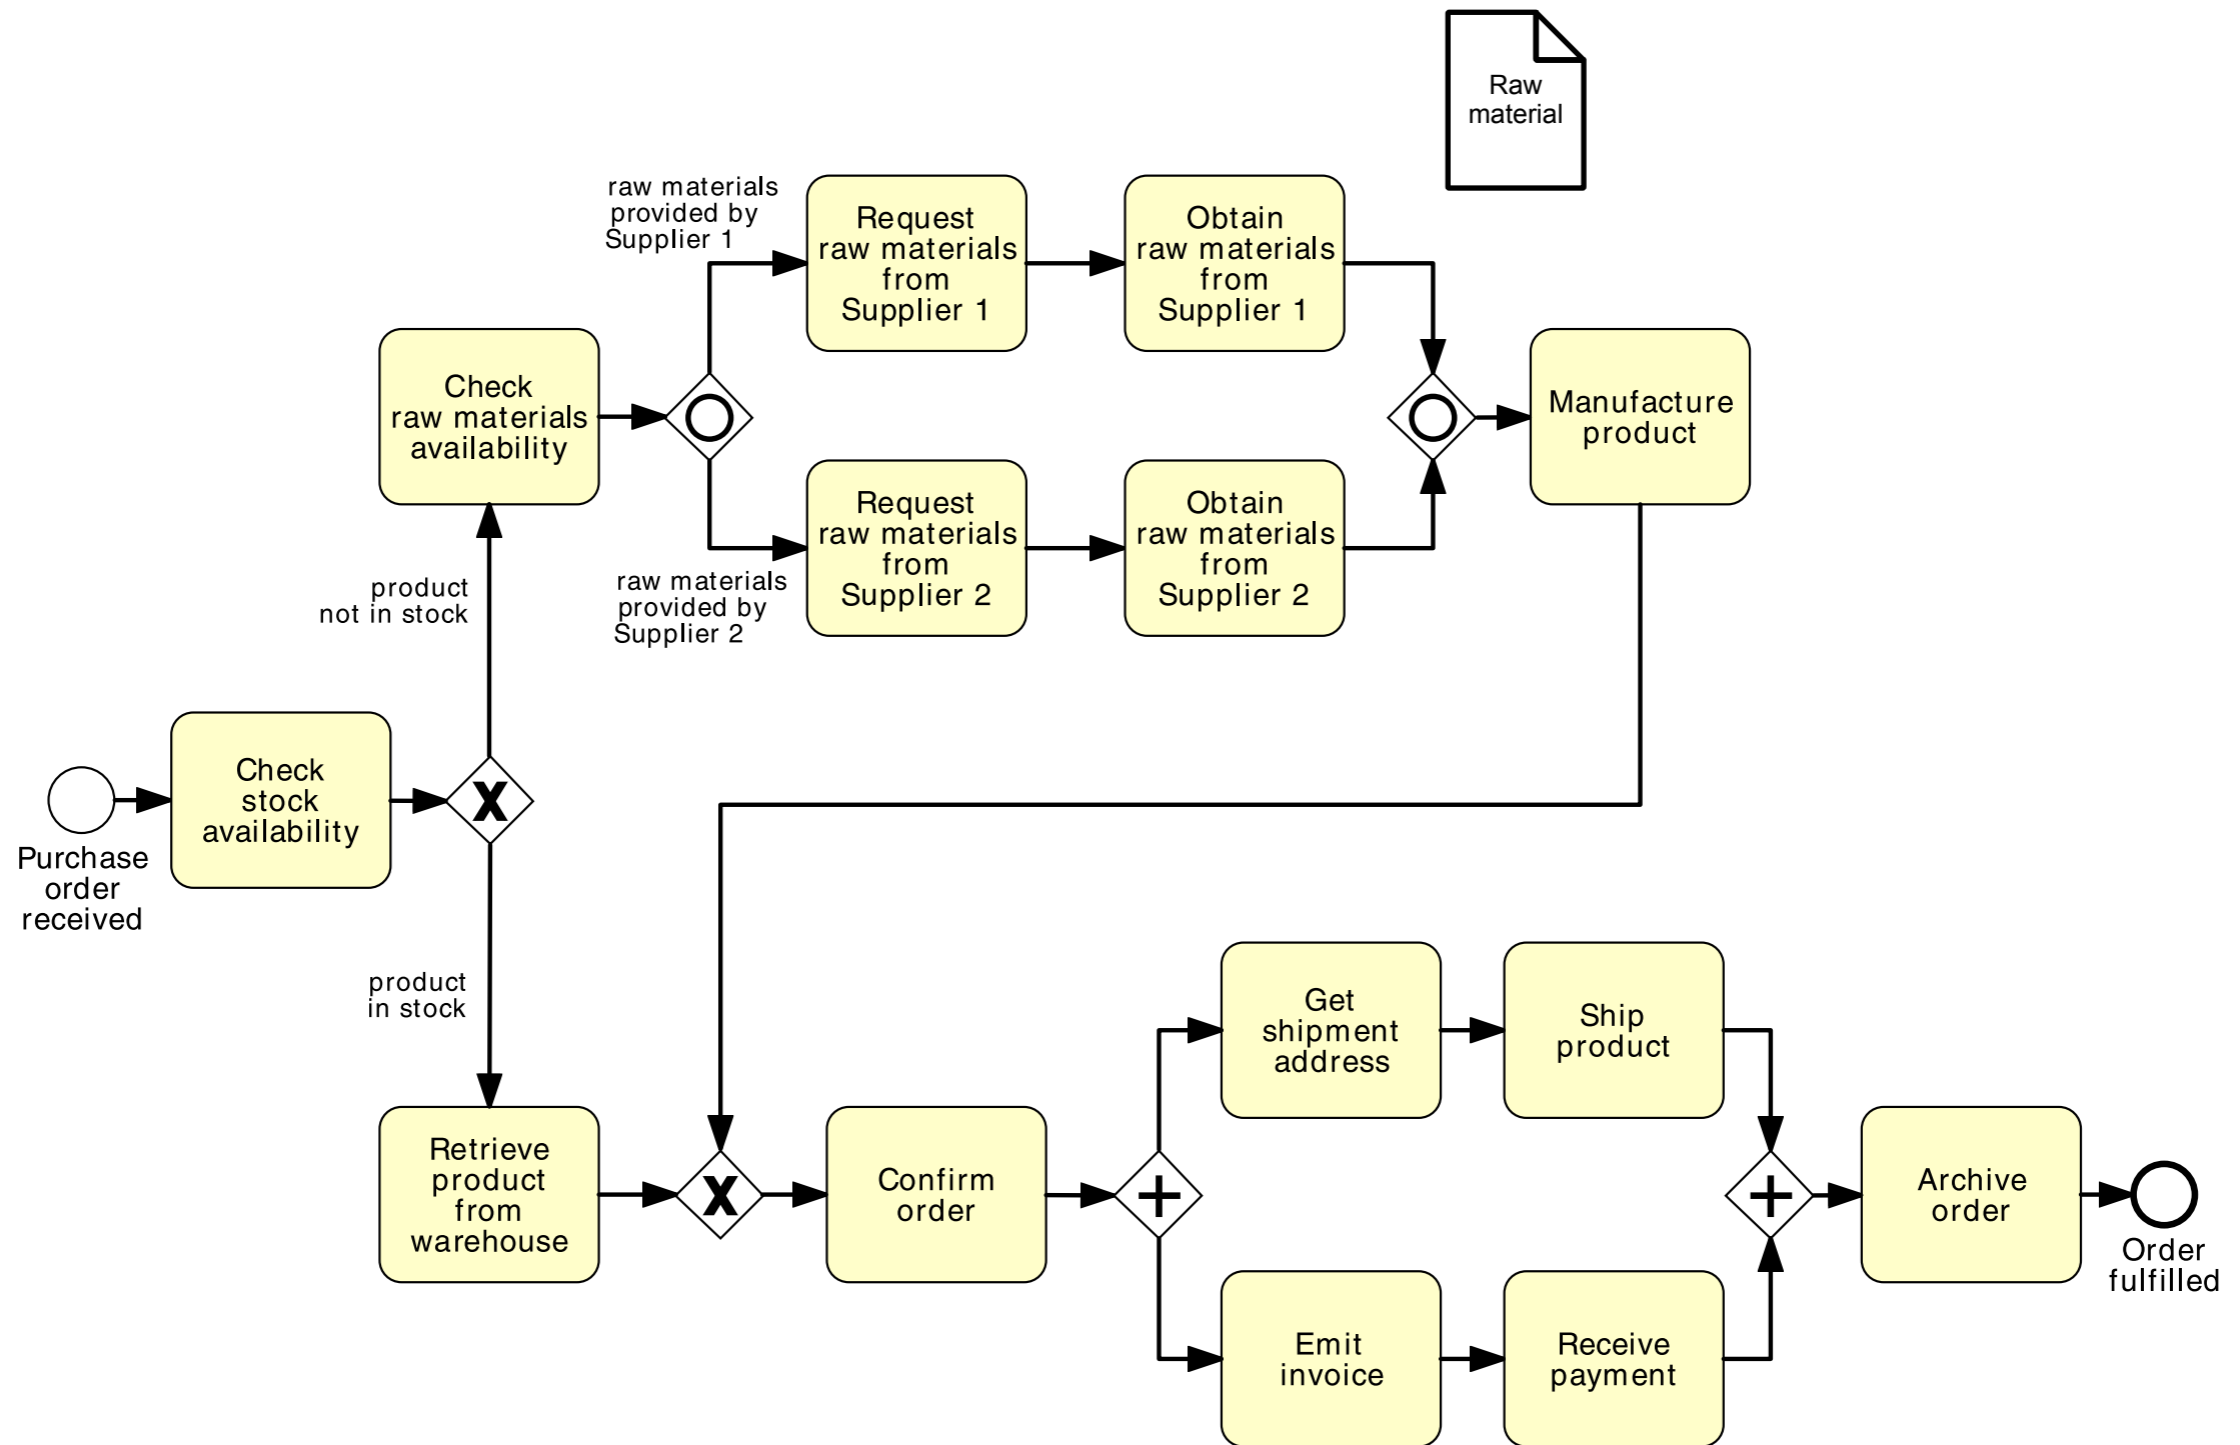 Raw
material
raw materials
provided by
Supplier 1
Request
raw materials
from
Supplier 1
Obtain
raw materials
from
Supplier 1
Check
raw materials
availability
Manufacture
product
raw materials
provided by
Supplier 2
Request
raw materials
from
Supplier 2
Obtain
raw materials
from
Supplier 2
product
not in stock
Check
stock
availability
X
Purchase
order
received
product
in stock
Get
shipment
address
Ship
product
Retrieve
product
from
warehouse
X
Confirm
order
+
+
Archive
order
Order
fulfilled
Emit
invoice
Receive
payment